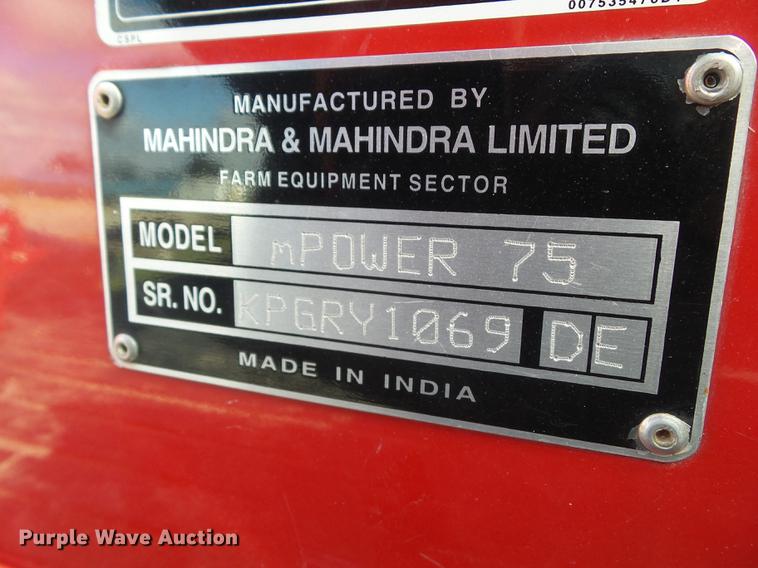 CSPL
MANUFACTURED BY
MAHINDRA & MAHINDRA LIMITED
FARM EQUIPMENT SECTOR
MODEL mPOWER 75
SR. NO. KPGRY1069 DE
MADE IN INDIA
Purple Wave Auction